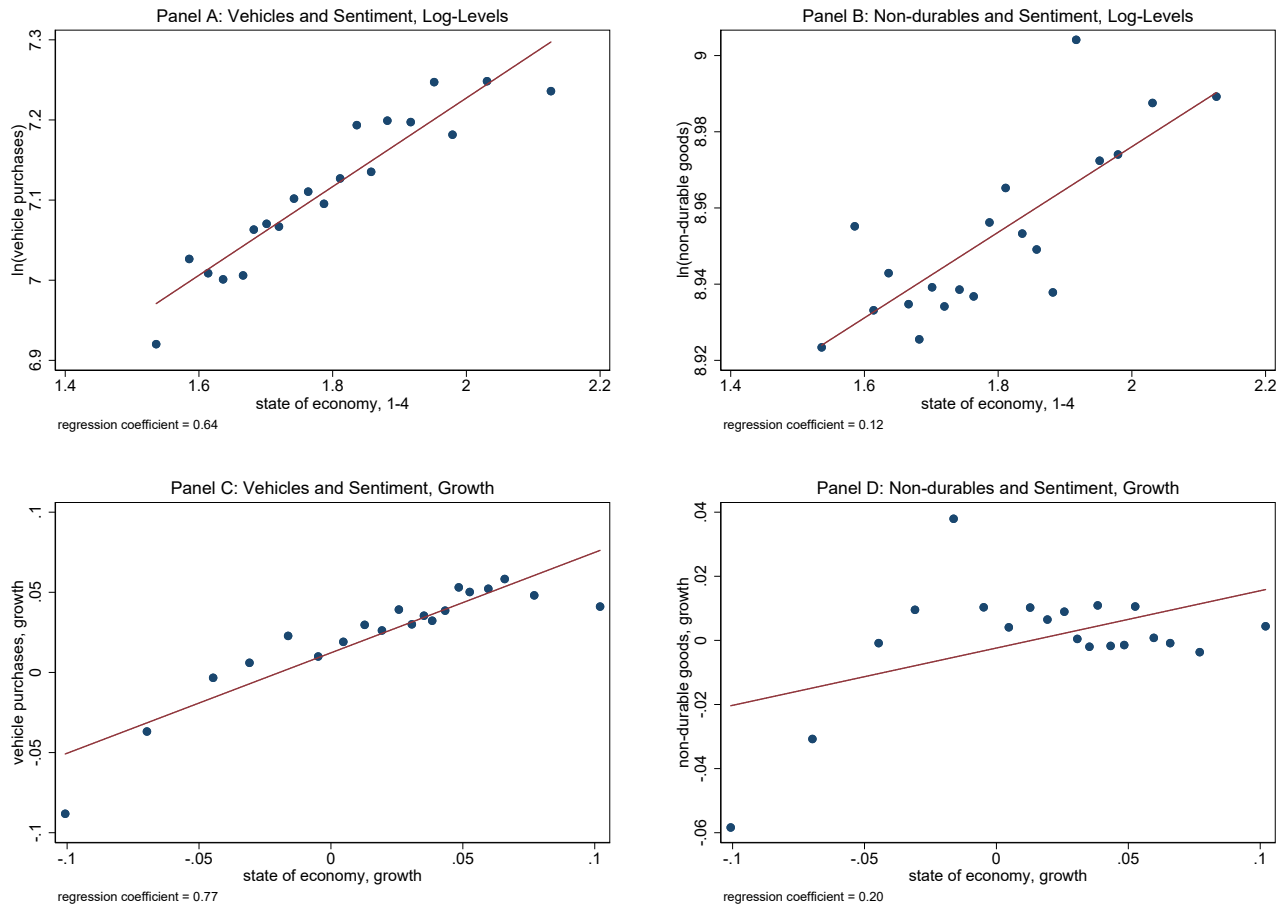 Panel A: Vehicles and Sentiment, Log-Levels
ln(vehicle purchases)
7.3
7.2
7.1
7
6.9
1.4 1.6 1.8 2 2.2
state of economy, 1-4
regression coefficient = 0.64
Panel B: Non-durables and Sentiment, Log-Levels
ln(non-durable goods)
9
8.98
8.96
8.94
8.92
1.4 1.6 1.8 2 2.2
state of economy, 1-4
regression coefficient = 0.12
Panel C: Vehicles and Sentiment, Growth
vehicle purchases, growth
.1
.05
0
-.05
-.1
-.1 -.05 0 .05 .1
state of economy, growth
regression coefficient = 0.77
Panel D: Non-durables and Sentiment, Growth
non-durable goods, growth
.04
.02
0
-.02
-.04
-.06
-.1 -.05 0 .05 .1
state of economy, growth
regression coefficient = 0.20